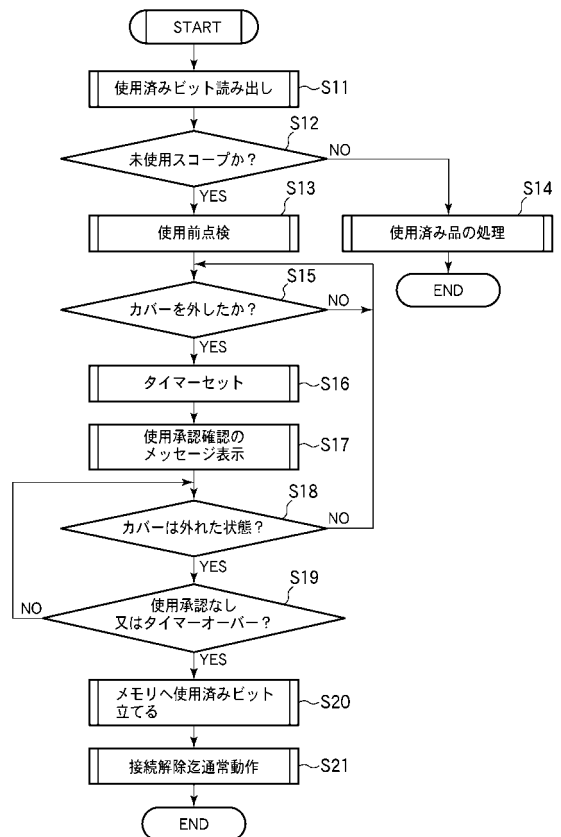 START
使用済みビット読み出し
S11
S12
未使用スコープか？
NO
YES
S13
使用前点検
S14
使用済み品の処理
END
S15
カバーを外したか？
NO
YES
タイマーセット
S16
使用承認確認の
メッセージ表示
S17
S18
カバーは外れた状態？
NO
YES
S19
使用承認なし
又はタイマーオーバー？
NO
YES
メモリへ使用済みビット
立てる
S20
接続解除迄通常動作
S21
END